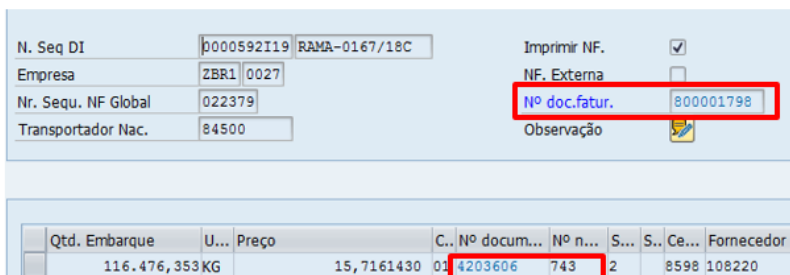 N. Seq DI 0000592I19 RAMA-0167/18C Imprimir NF.
Empresa ZBR1 0027 NF. Externa
Nr. Sequ. NF Global 022379 Nº doc.fatur. 800001798
Transportador Nac. 84500 Observação
Qtd. Embarque U... Preço C.. Nº docum... Nº n... S... S.. Ce... Fornecedor
116.476,353 KG 15,7161430 01 4203606 743 2 8598 108220